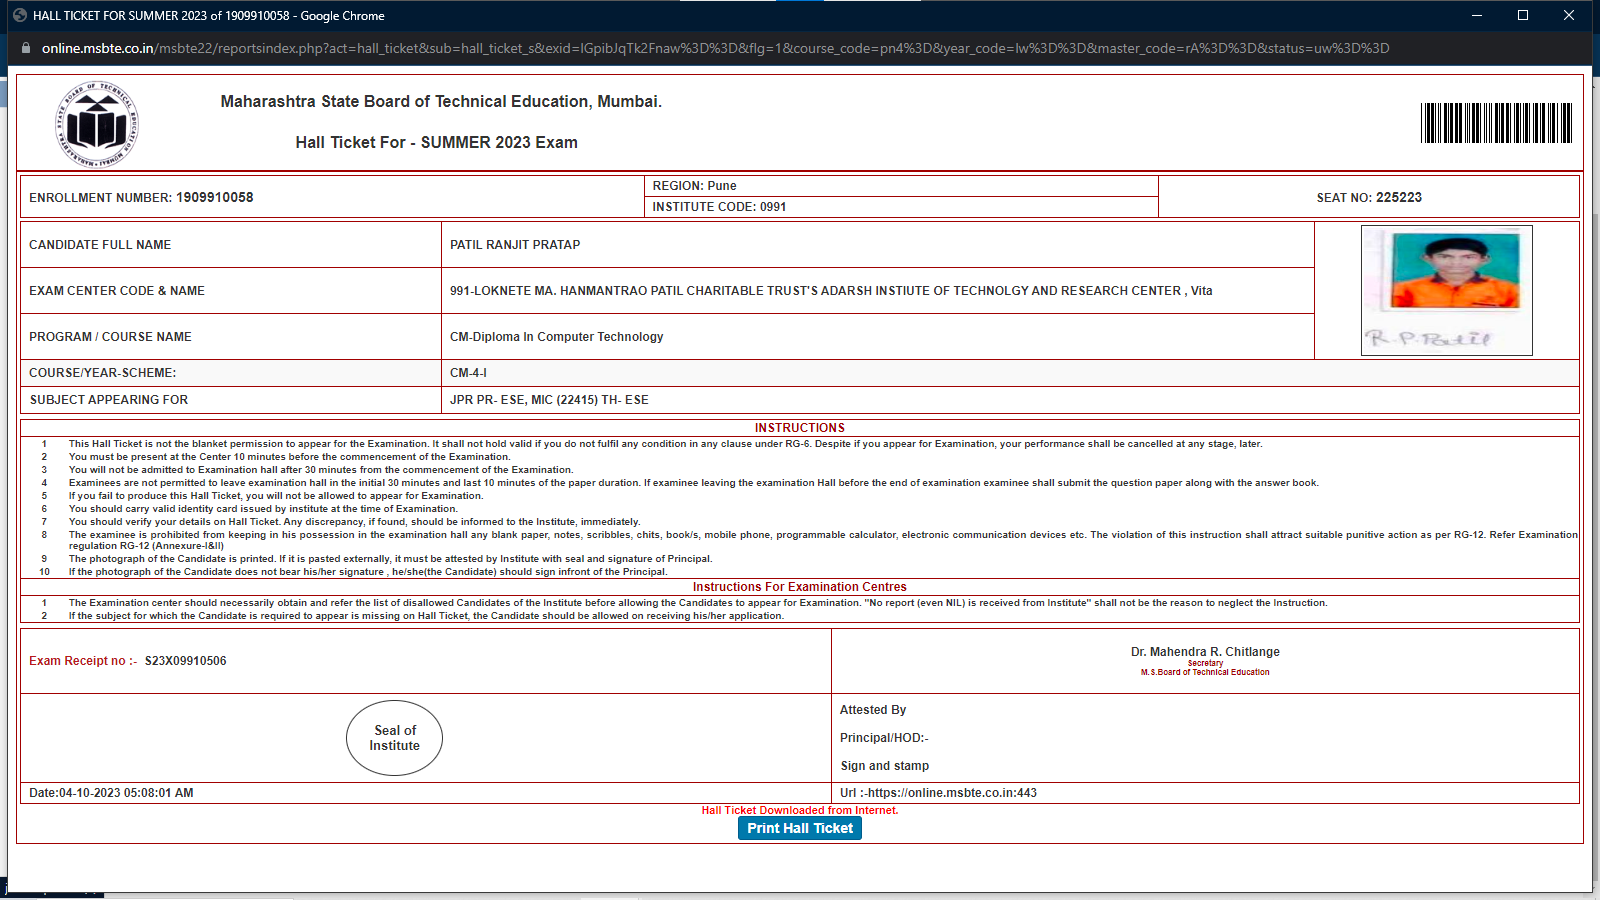 HALL TICKET FOR SUMMER 2023 of 1909910058 - Google Chrome
online.msbte.co.in/msbte22/reportsindex.php?act=hall_ticket&sub=hall_ticket_s&exid=IGpibJqTk2Fnaw%3D%3D&flg=1&course_code=pn4%3D&year_code=lw%3D%3D&master_code=rA%3D%3D&status=uw%3D%3D
Maharashtra State Board of Technical Education, Mumbai.
Hall Ticket For - SUMMER 2023 Exam
ENROLLMENT NUMBER: 1909910058
REGION: Pune
INSTITUTE CODE: 0991
SEAT NO: 225223
CANDIDATE FULL NAME PATIL RANJIT PRATAP
EXAM CENTER CODE & NAME 991-LOKNETE MA. HANMANTRAO PATIL CHARITABLE TRUST'S ADARSH INSTIUTE OF TECHNOLGY AND RESEARCH CENTER , Vita
PROGRAM / COURSE NAME CM-Diploma In Computer Technology
R.P.Patil
COURSE/YEAR-SCHEME: CM-4-I
SUBJECT APPEARING FOR JPR PR- ESE, MIC (22415) TH- ESE
INSTRUCTIONS
1 This Hall Ticket is not the blanket permission to appear for the Examination. It shall not hold valid if you do not fulfil any condition in any clause under RG-6. Despite if you appear for Examination, your performance shall be cancelled at any stage, later.
2 You must be present at the Center 10 minutes before the commencement of the Examination.
3 You will not be admitted to Examination hall after 30 minutes from the commencement of the Examination.
4 Examinees are not permitted to leave examination hall in the initial 30 minutes and last 10 minutes of the paper duration. If examinee leaving the examination Hall before the end of examination examinee shall submit the question paper along with the answer book.
5 If you fail to produce this Hall Ticket, you will not be allowed to appear for Examination.
6 You should carry valid identity card issued by institute at the time of Examination.
7 You should verify your details on Hall Ticket. Any discrepancy, if found, should be informed to the Institute, immediately.
8 The examinee is prohibited from keeping in his possession in the examination hall any blank paper, notes, scribbles, chits, book/s, mobile phone, programmable calculator, electronic communication devices etc. The violation of this instruction shall attract suitable punitive action as per RG-12. Refer Examination
regulation RG-12 (Annexure-I&II)
9 The photograph of the Candidate is printed. If it is pasted externally, it must be attested by Institute with seal and signature of Principal.
10 If the photograph of the Candidate does not bear his/her signature , he/she(the Candidate) should sign infront of the Principal.
Instructions For Examination Centres
1 The Examination center should necessarily obtain and refer the list of disallowed Candidates of the Institute before allowing the Candidates to appear for Examination. "No report (even NIL) is received from Institute" shall not be the reason to neglect the Instruction.
2 If the subject for which the Candidate is required to appear is missing on Hall Ticket, the Candidate should be allowed on receiving his/her application.
Exam Receipt no :- S23X09910506
Dr. Mahendra R. Chitlange
Secretary
M.S.Board of Technical Education
Seal of
Institute
Attested By
Principal/HOD:-
Sign and stamp
Date:04-10-2023 05:08:01 AM
Url :-https://online.msbte.co.in:443
Hall Ticket Downloaded from Internet.
Print Hall Ticket